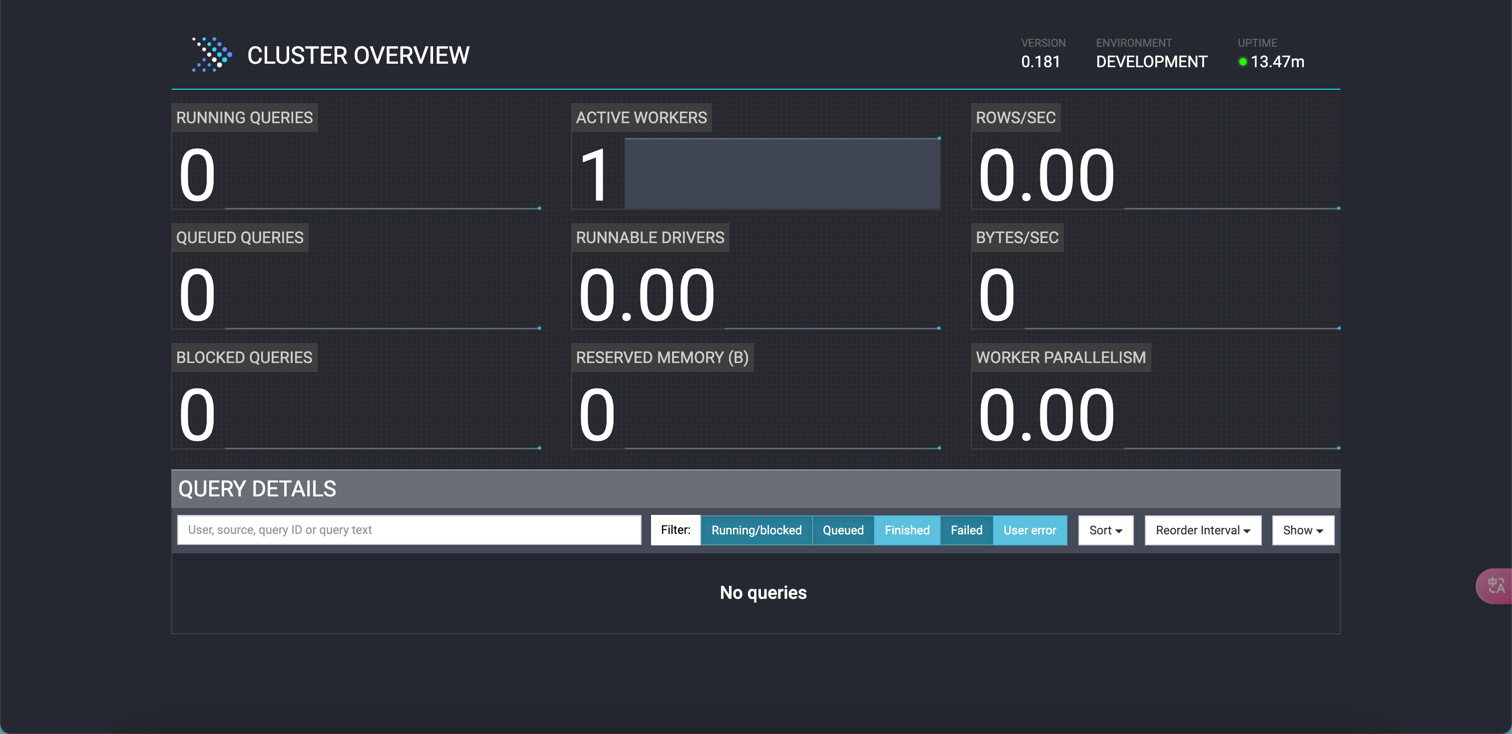 CLUSTER OVERVIEW
VERSION
0.181
ENVIRONMENT
DEVELOPMENT
UPTIME
13.47m
RUNNING QUERIES
0
ACTIVE WORKERS
1
ROWS/SEC
0.00
QUEUED QUERIES
0
RUNNABLE DRIVERS
0.00
BYTES/SEC
0
BLOCKED QUERIES
0
RESERVED MEMORY (B)
0
WORKER PARALLELISM
0.00
QUERY DETAILS
User, source, query ID or query text
Filter: Running/blocked Queued Finished Failed User error Sort Reorder Interval Show
No queries
中A